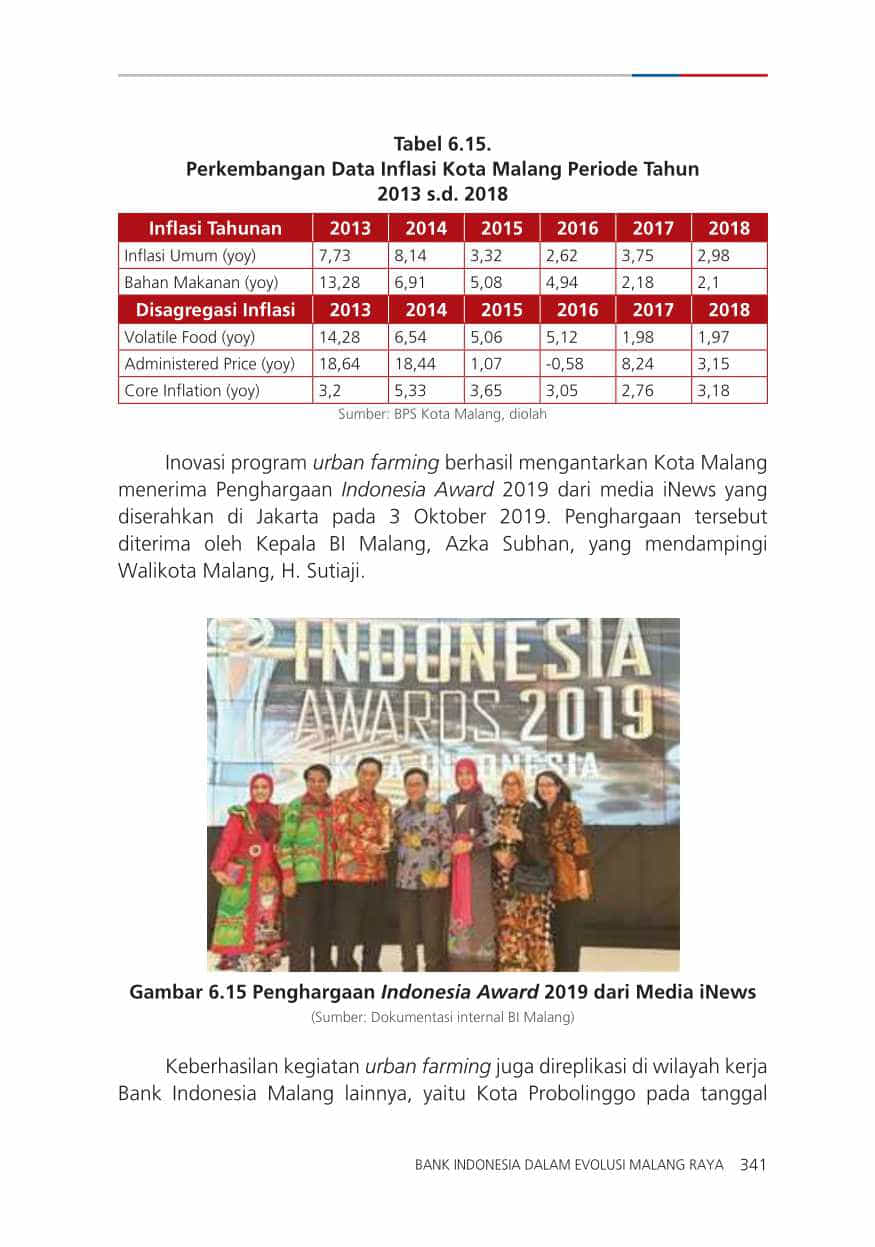 Tabel 6.15.
Perkembangan Data Inflasi Kota Malang Periode Tahun
2013 s.d. 2018
Inflasi Tahunan 2013 2014 2015 2016 2017 2018
Inflasi Umum (yoy) 7,73 8,14 3,32 2,62 3,75 2,98
Bahan Makanan (yoy) 13,28 6,91 5,08 4,94 2,18 2,1
Disagregasi Inflasi 2013 2014 2015 2016 2017 2018
Volatile Food (yoy) 14,28 6,54 5,06 5,12 1,98 1,97
Administered Price (yoy) 18,64 18,44 1,07 -0,58 8,24 3,15
Core Inflation (yoy) 3,2 5,33 3,65 3,05 2,76 3,18
Sumber: BPS Kota Malang, diolah
Inovasi program urban farming berhasil mengantarkan Kota Malang
menerima Penghargaan Indonesia Award 2019 dari media iNews yang
diserahkan di Jakarta pada 3 Oktober 2019. Penghargaan tersebut
diterima oleh Kepala BI Malang, Azka Subhan, yang mendampingi
Walikota Malang, H. Sutiaji.
INDONESIA
AWARDS 2019
INDONESIA
Gambar 6.15 Penghargaan Indonesia Award 2019 dari Media iNews
(Sumber: Dokumentasi internal BI Malang)
Keberhasilan kegiatan urban farming juga direplikasi di wilayah kerja
Bank Indonesia Malang lainnya, yaitu Kota Probolinggo pada tanggal
BANK INDONESIA DALAM EVOLUSI MALANG RAYA 341